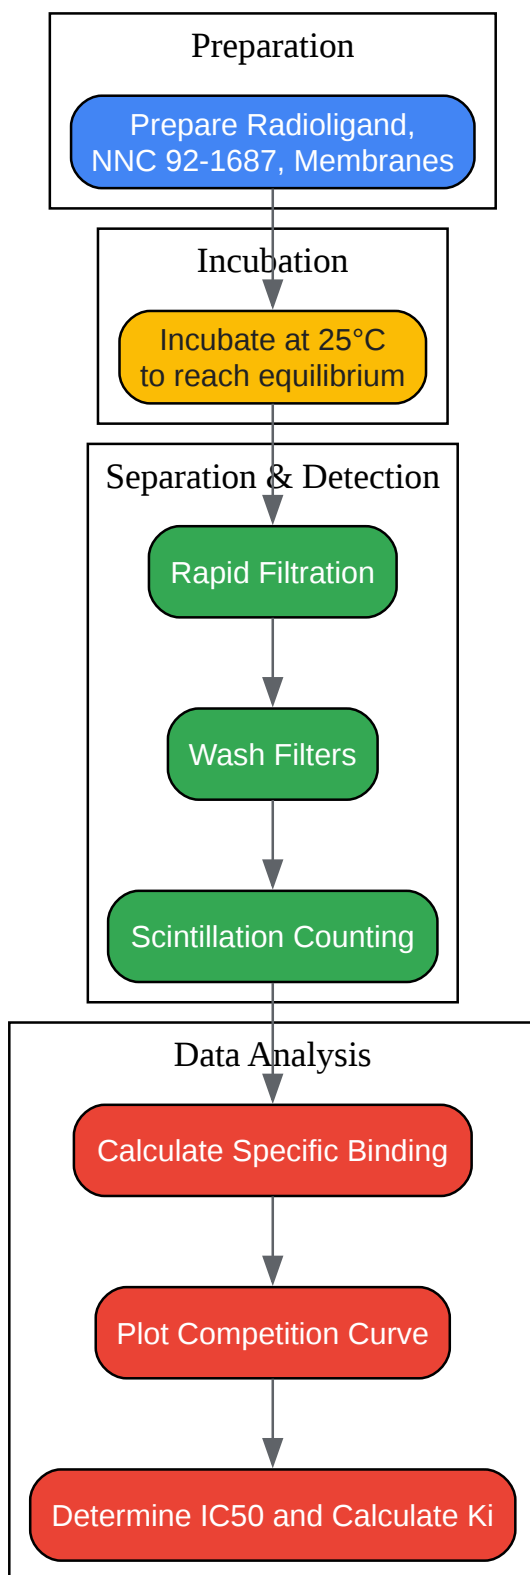 Preparation
Prepare Radioligand,
NNC 92-1687, Membranes
Incubation
Incubate at 25°C
to reach equilibrium
Separation & Detection
Rapid Filtration
Wash Filters
Scintillation Counting
Data Analysis
Calculate Specific Binding
Plot Competition Curve
Determine IC50 and Calculate Ki